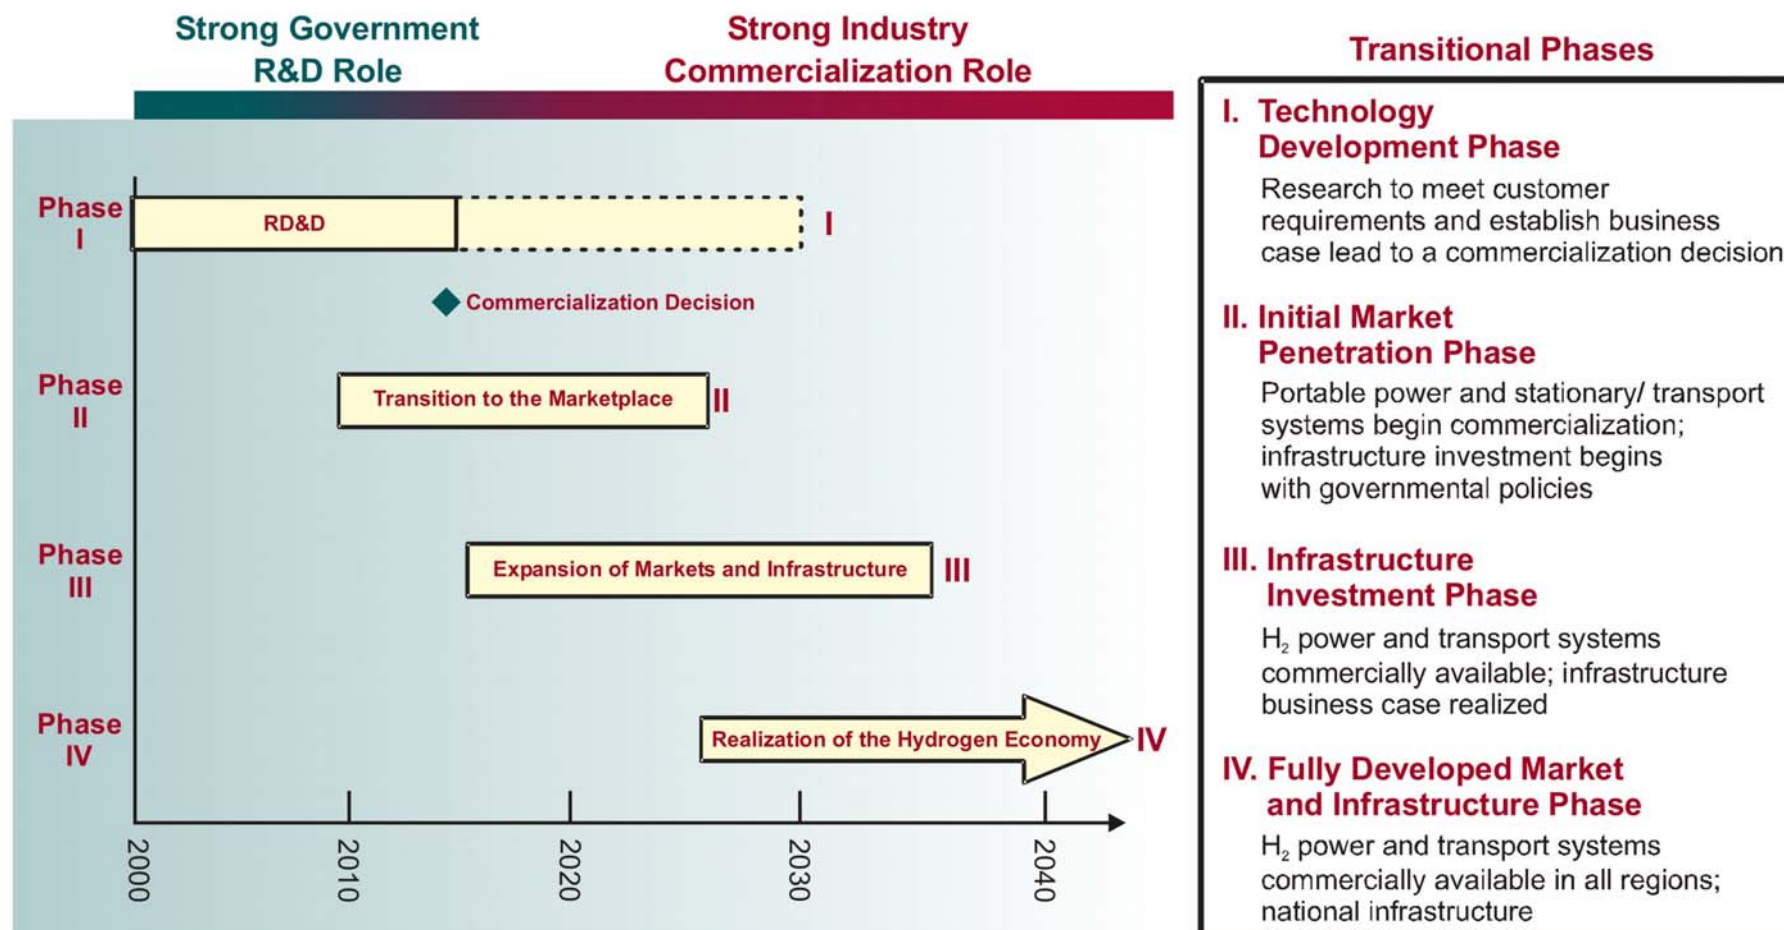 Strong Government
R&D Role
Strong Industry
Commercialization Role
Phase
I
RD&D
I
Commercialization Decision
Phase
II
Transition to the Marketplace
II
Phase
III
Expansion of Markets and Infrastructure
III
Phase
IV
Realization of the Hydrogen Economy
IV
2000
2010
2020
2030
2040
Transitional Phases
I. Technology
Development Phase
Research to meet customer
requirements and establish business
case lead to a commercialization decision
II. Initial Market
Penetration Phase
Portable power and stationary/ transport
systems begin commercialization;
infrastructure investment begins
with governmental policies
III. Infrastructure
Investment Phase
H₂ power and transport systems
commercially available; infrastructure
business case realized
IV. Fully Developed Market
and Infrastructure Phase
H₂ power and transport systems
commercially available in all regions;
national infrastructure